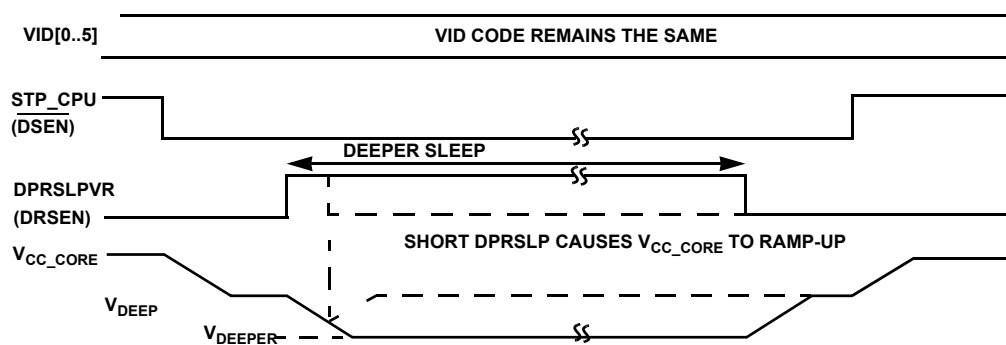 VID[0..5]
VID CODE REMAINS THE SAME
STP_CPU
(DSEN)
DEEPER SLEEP
DPRSLPVR
(DRSEN)
SHORT DPRSLP CAUSES VCC_CORE TO RAMP-UP
VCC_CORE
VDEEP
VDEEPER